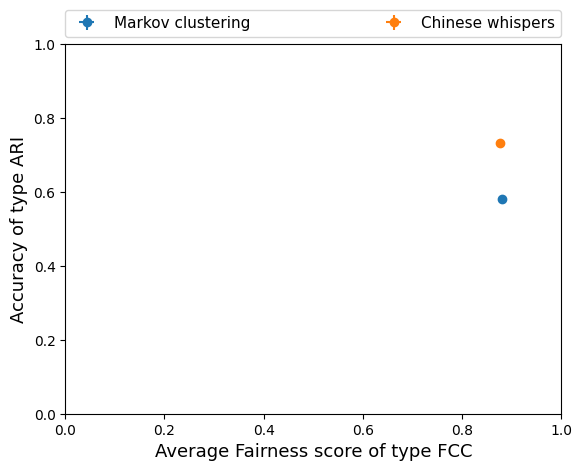 Markov clustering Chinese whispers
1.0
0.8
0.6
0.4
0.2
0.0
Accuracy of type ARI
0.0 0.2 0.4 0.6 0.8 1.0
Average Fairness score of type FCC